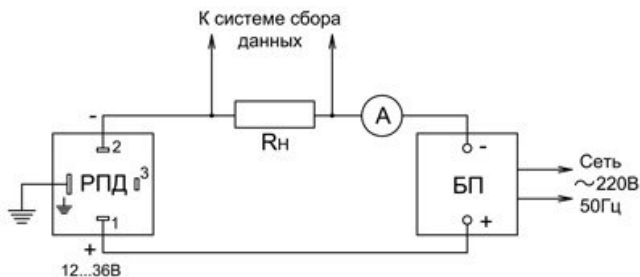 К системе сбора
данных
-
Rн
А
2
РПД
3
1
+
12...36В
-
БП
+
Сеть
~220В
50Гц